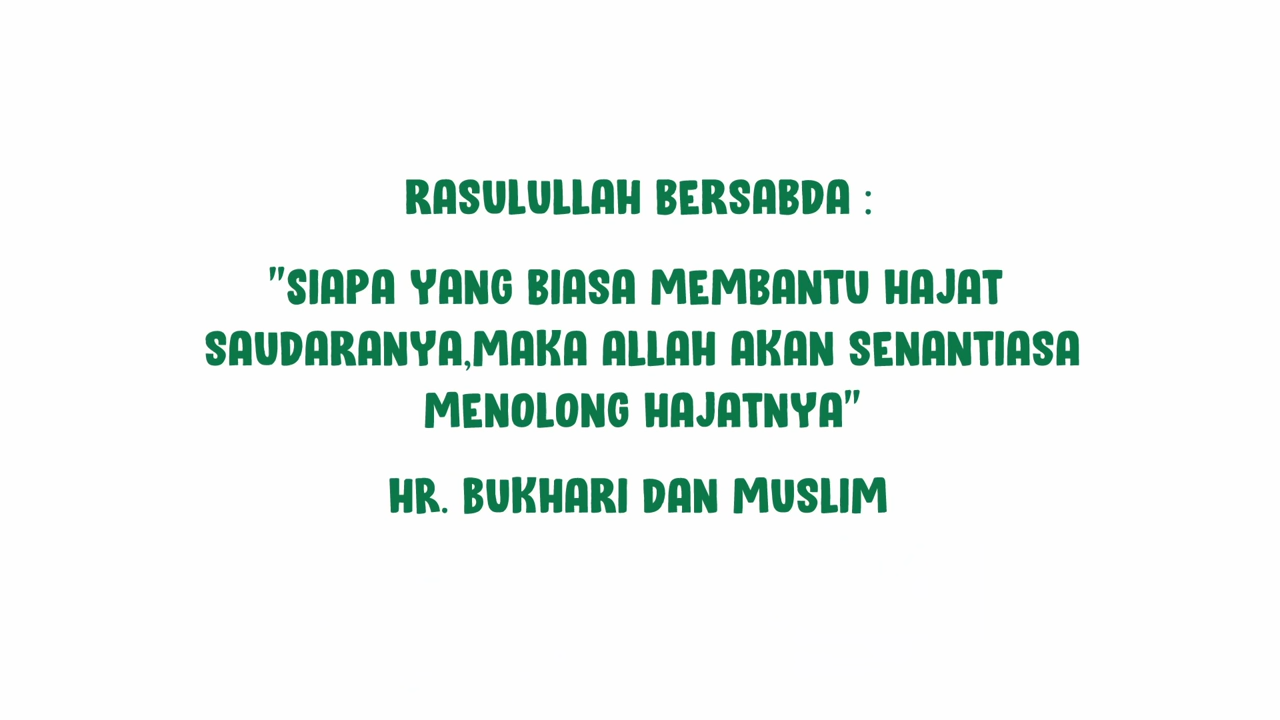 RASULULLAH BERSABDA :
"SIAPA YANG BIASA MEMBANTU HAJAT
SAUDARANYA,MAKA ALLAH AKAN SENANTIASA
MENOLONG HAJATNYA"
HR. BUKHARI DAN MUSLIM